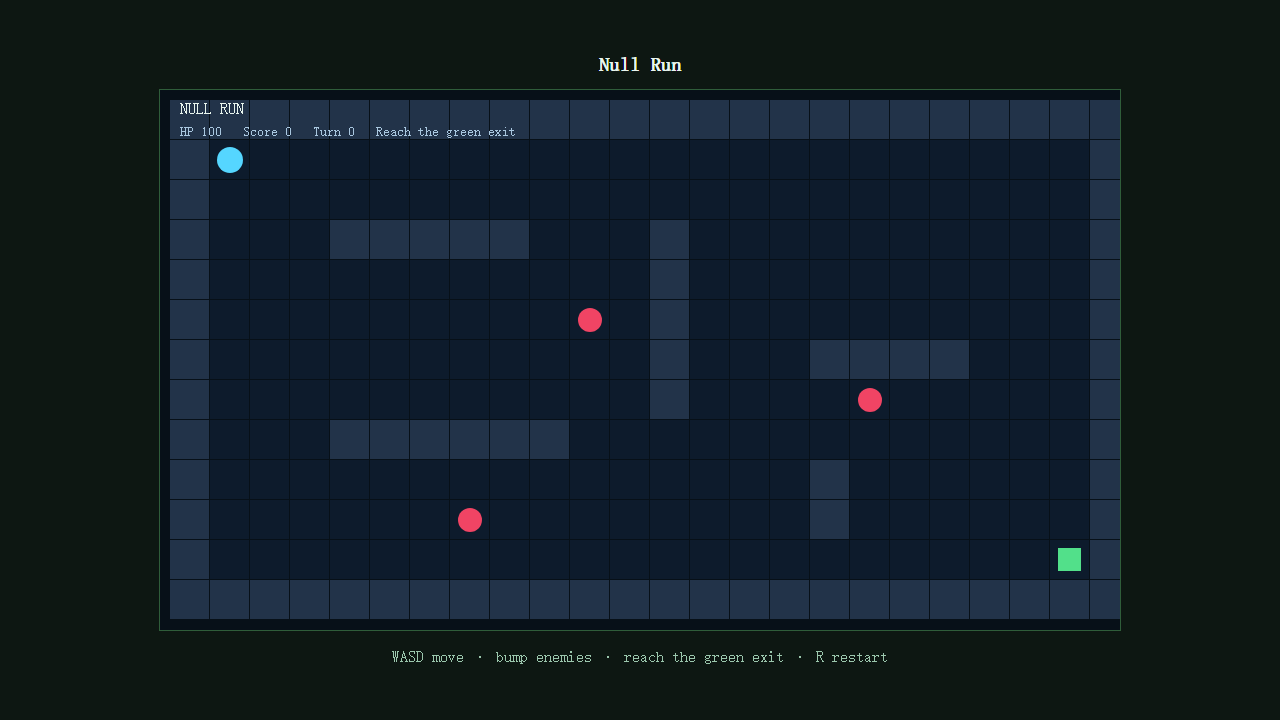 Null Run
NULL RUN
HP 100 Score 0 Turn 0 Reach the green exit
WASD move · bump enemies · reach the green exit · R restart